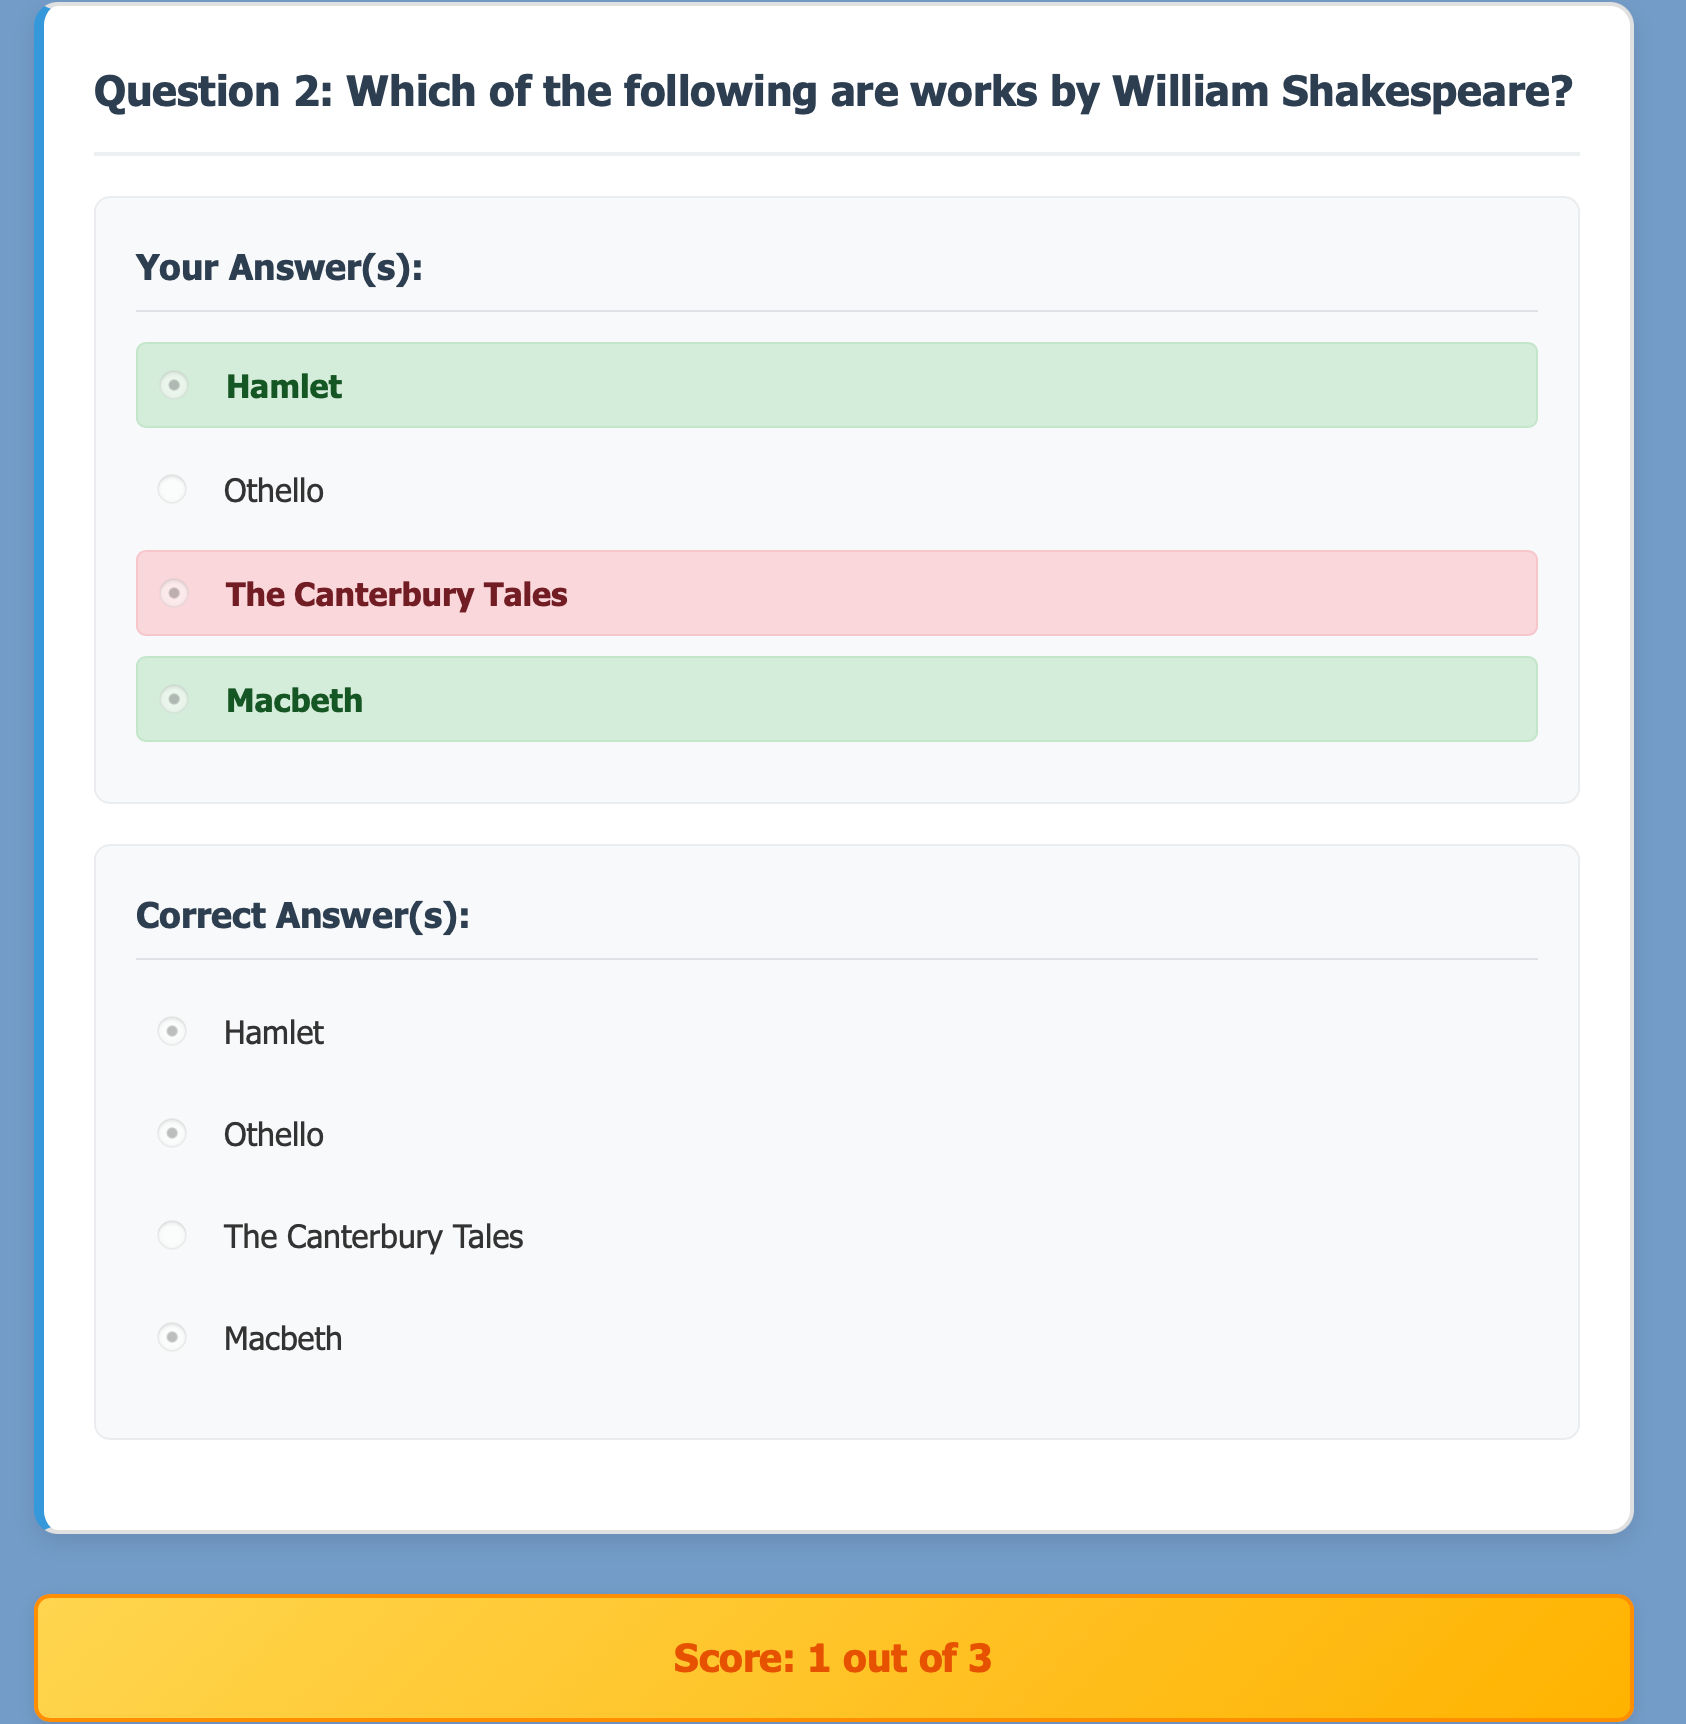 Question 2: Which of the following are works by William Shakespeare?
Your Answer(s):
Hamlet
Othello
The Canterbury Tales
Macbeth
Correct Answer(s):
Hamlet
Othello
The Canterbury Tales
Macbeth
Score: 1 out of 3